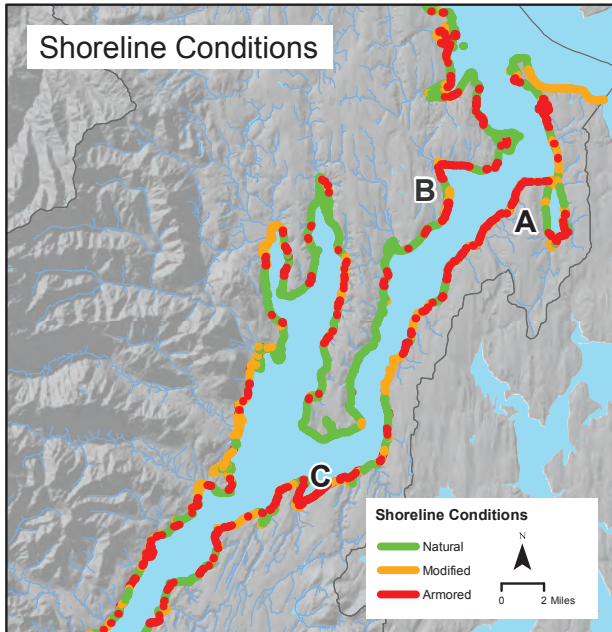 Shoreline Conditions
B
A
C
Shoreline Conditions
Natural
Modified
Armored
N
0 2 Miles